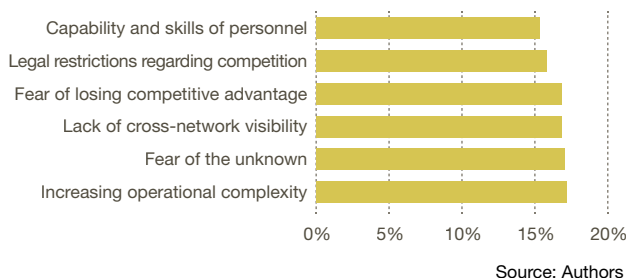 Capability and skills of personnel
Legal restrictions regarding competition
Fear of losing competitive advantage
Lack of cross-network visibility
Fear of the unknown
Increasing operational complexity
0% 5% 10% 15% 20%
Source: Authors